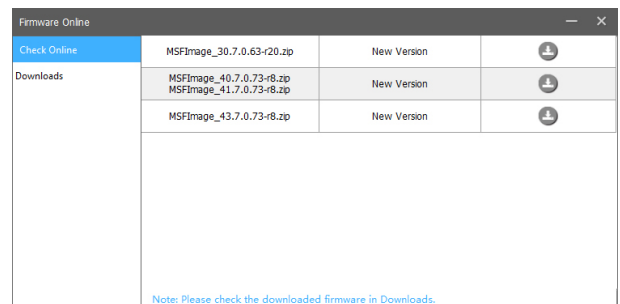 Firmware Online
Check Online
Downloads
MSFImage_30.7.0.63-r20.zip New Version
MSFImage_40.7.0.73-r8.zip
MSFImage_41.7.0.73-r8.zip New Version
MSFImage_43.7.0.73-r8.zip New Version
Note: Please check the downloaded firmware in Downloads.